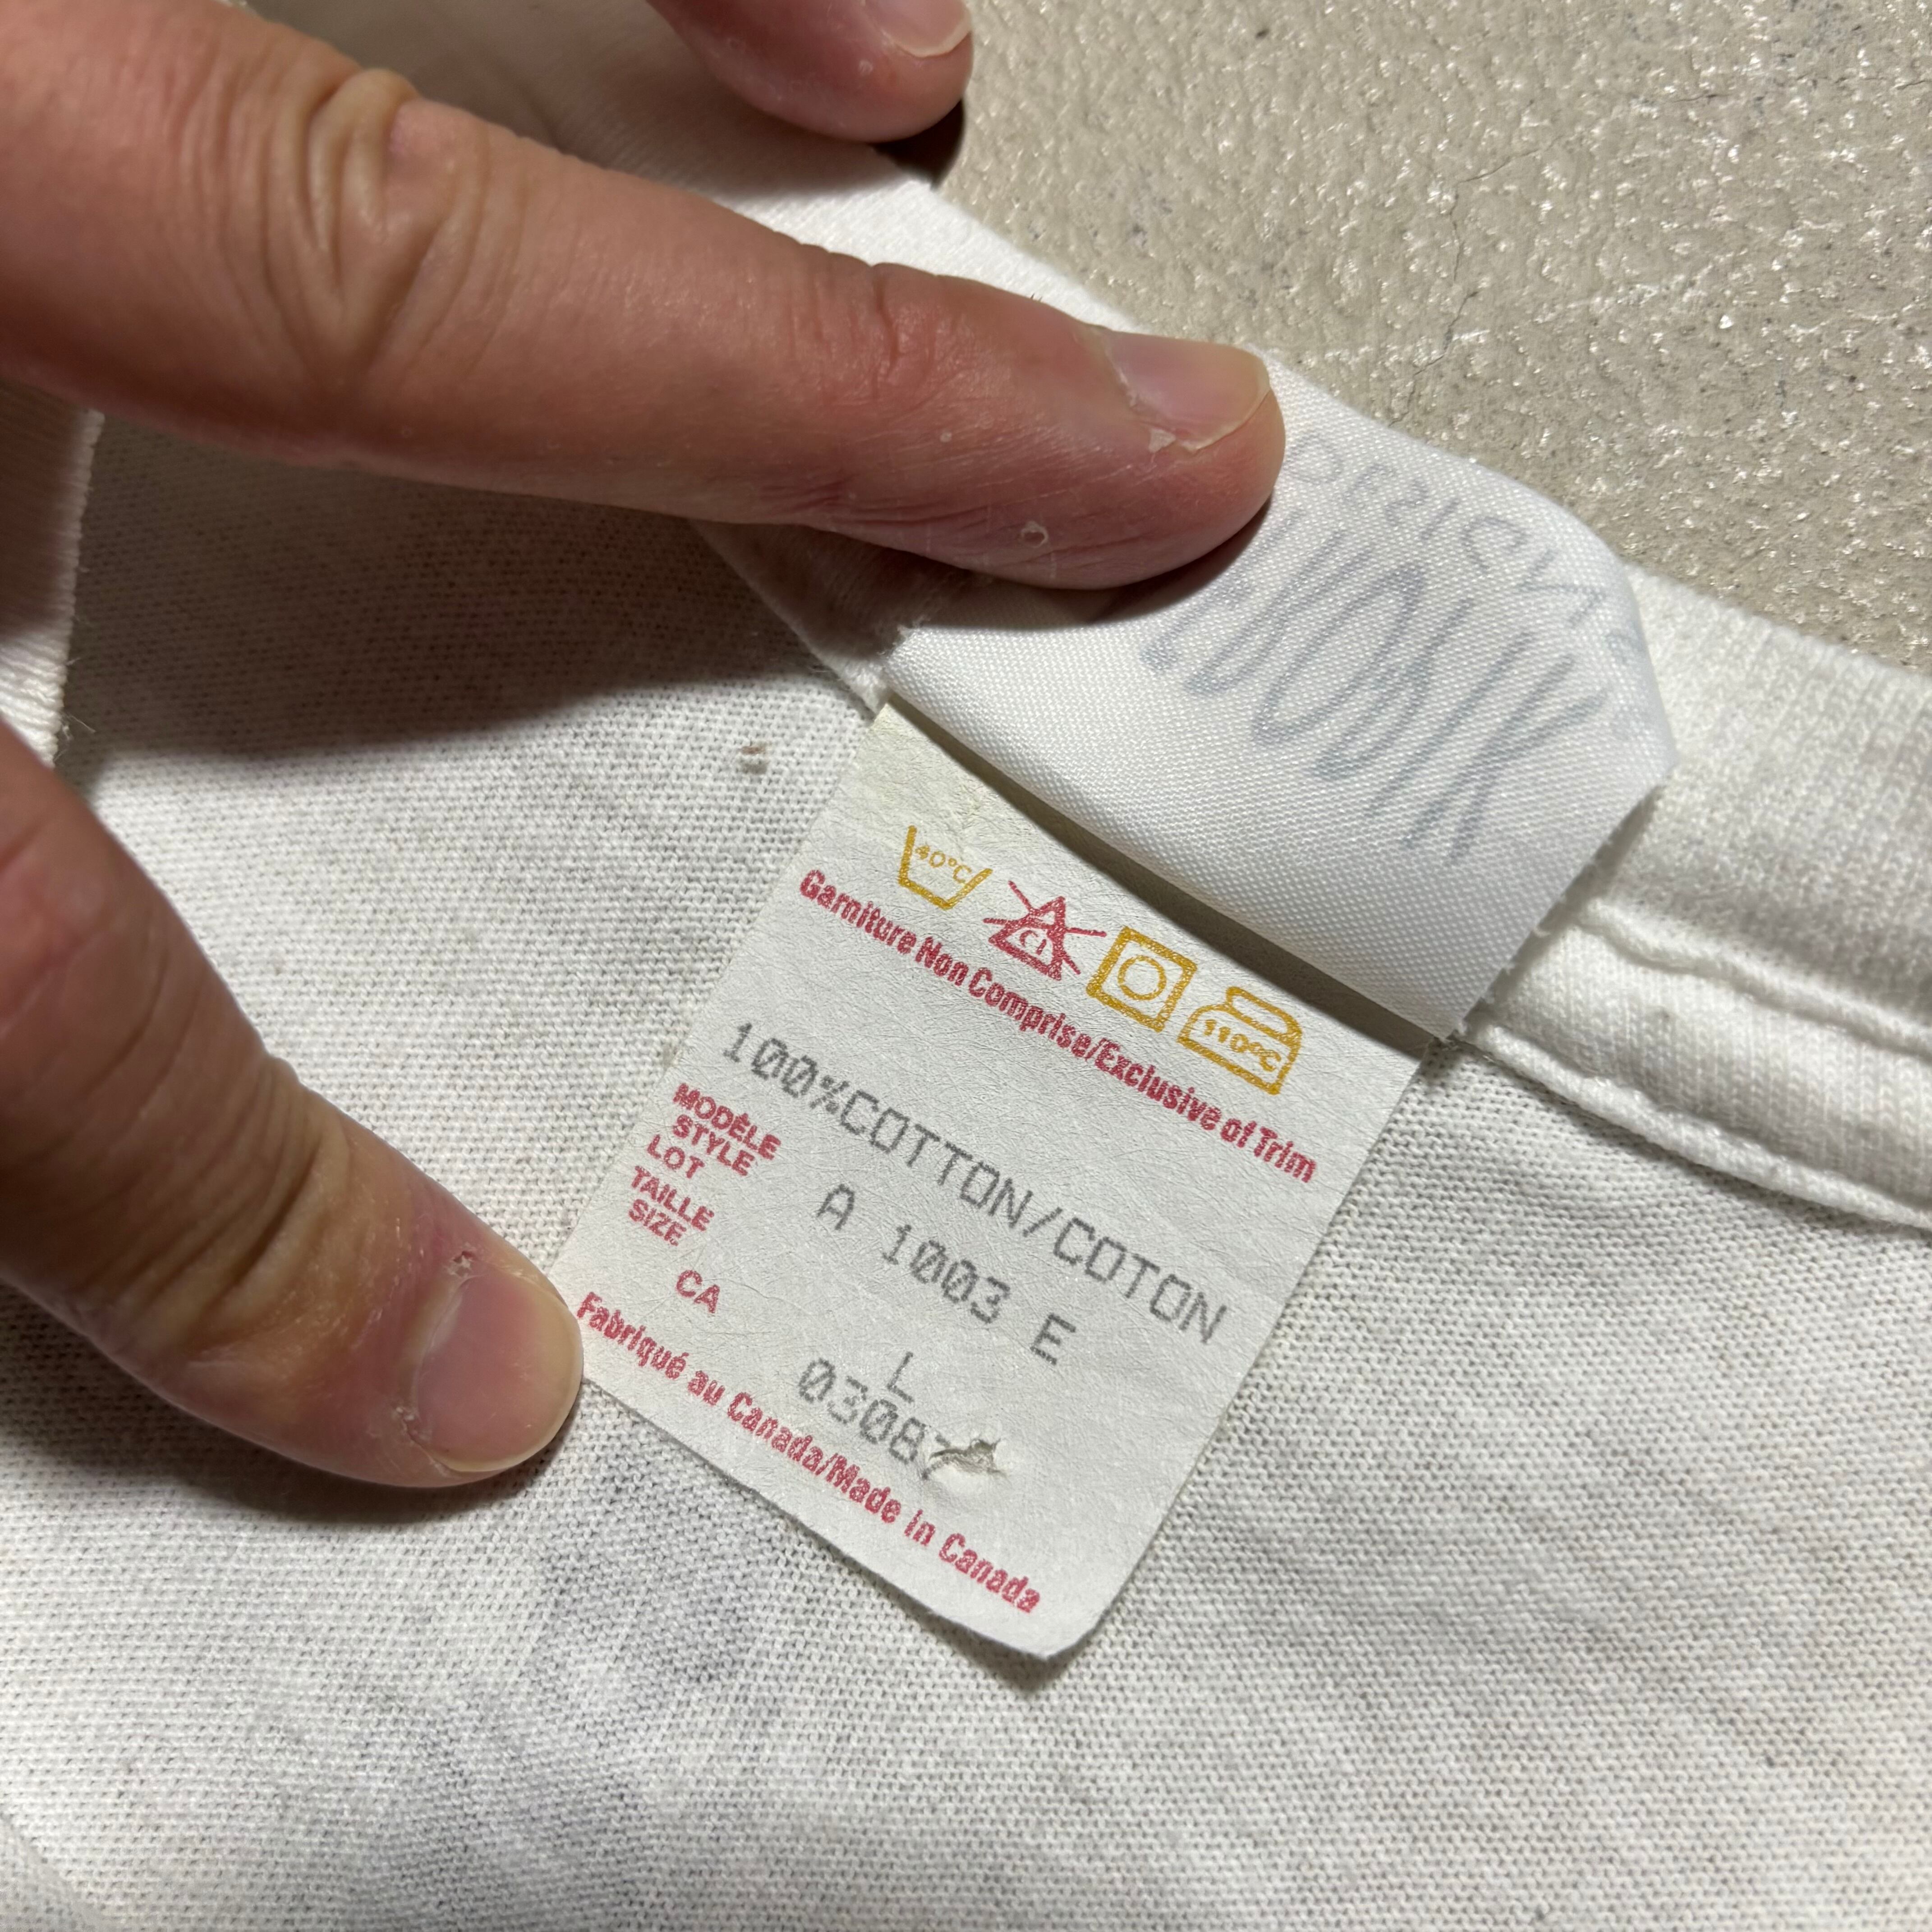 40°C
Cl
110°C
Garniture Non Comprise/Exclusive of Trim
100%COTTON/COTON
MODÈLE
STYLE
A 1003 E
LOT
TAILLE
SIZE
L
CA
03087
Fabriqué au Canada/Made in Canada